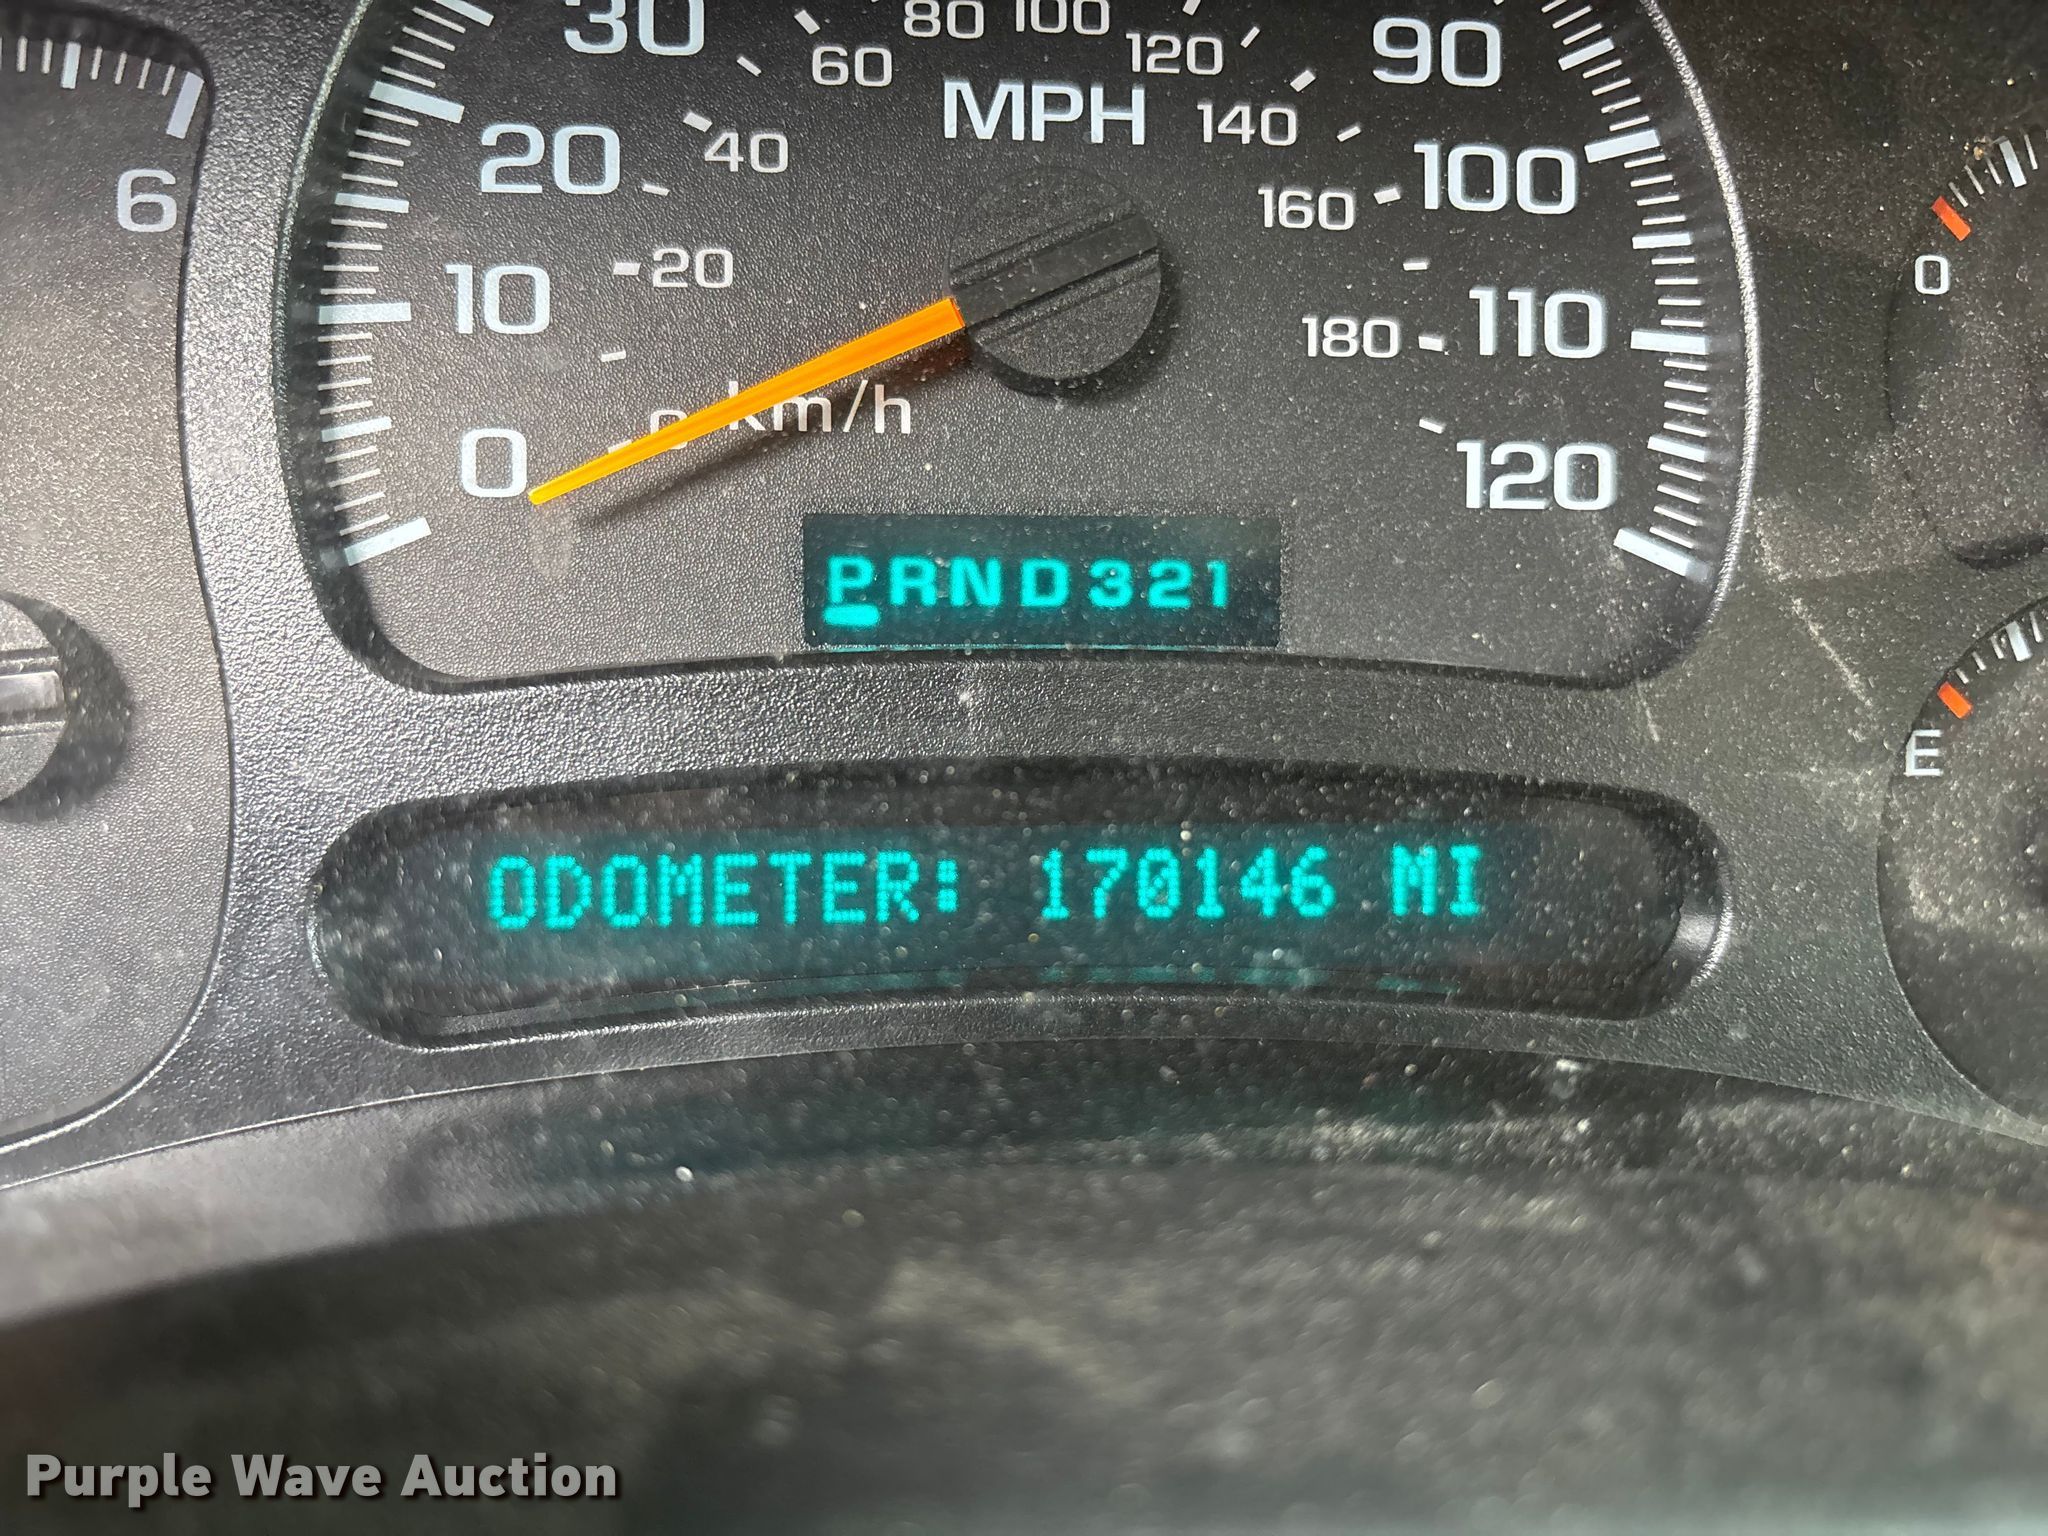 30 80 100 90
60 120
MPH
20 40 140 100
6 160
10 20 110
0
180
0 0 km/h
120
PRND321
E
ODOMETER: 170146 MI
Purple Wave Auction